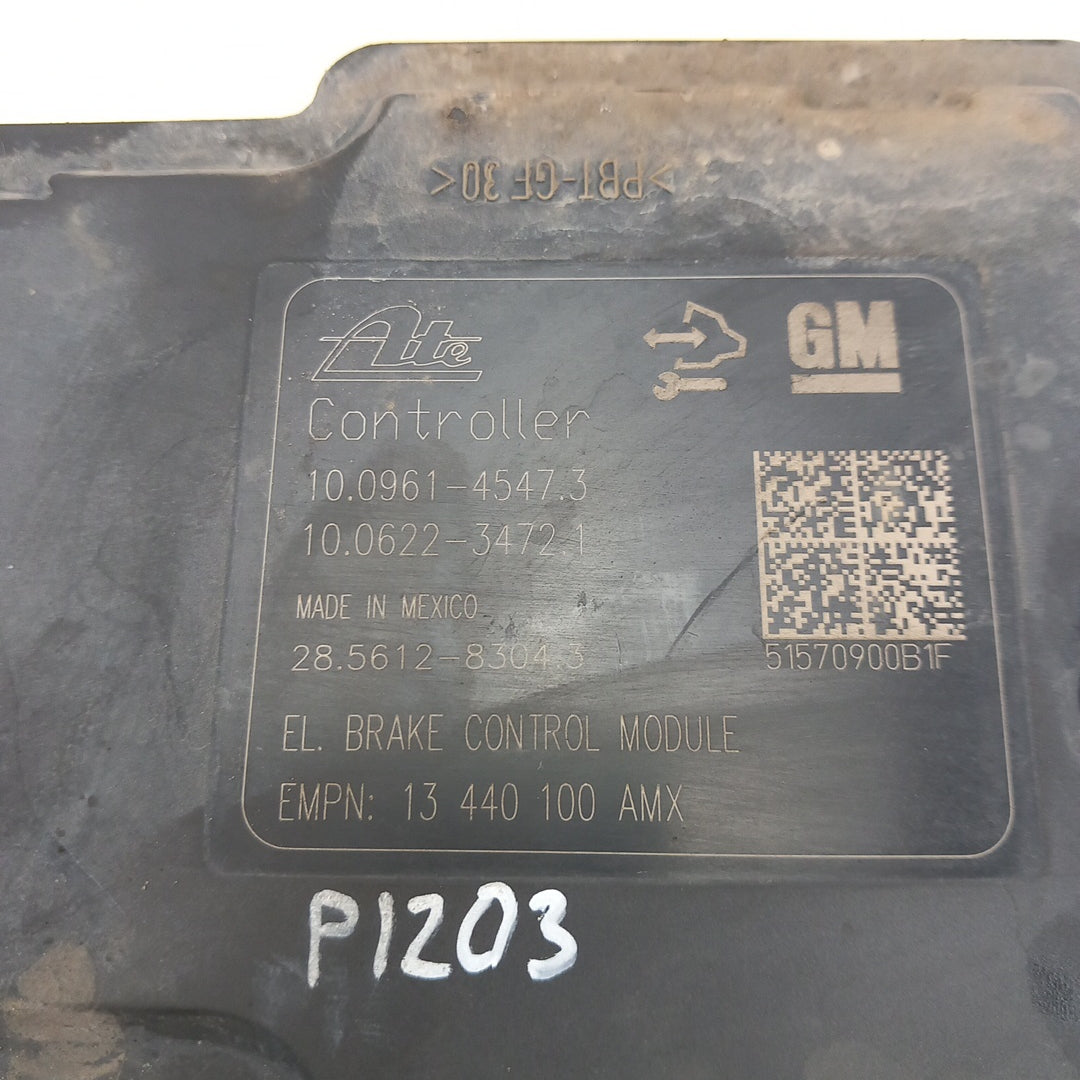 >PBT-GF 30<
Ate
GM
Controller
10.0961-4547.3
10.0622-3472.1
MADE IN MEXICO
28.5612-8304.3
51570900B1F
EL. BRAKE CONTROL MODULE
EMPN: 13 440 100 AMX
P1203